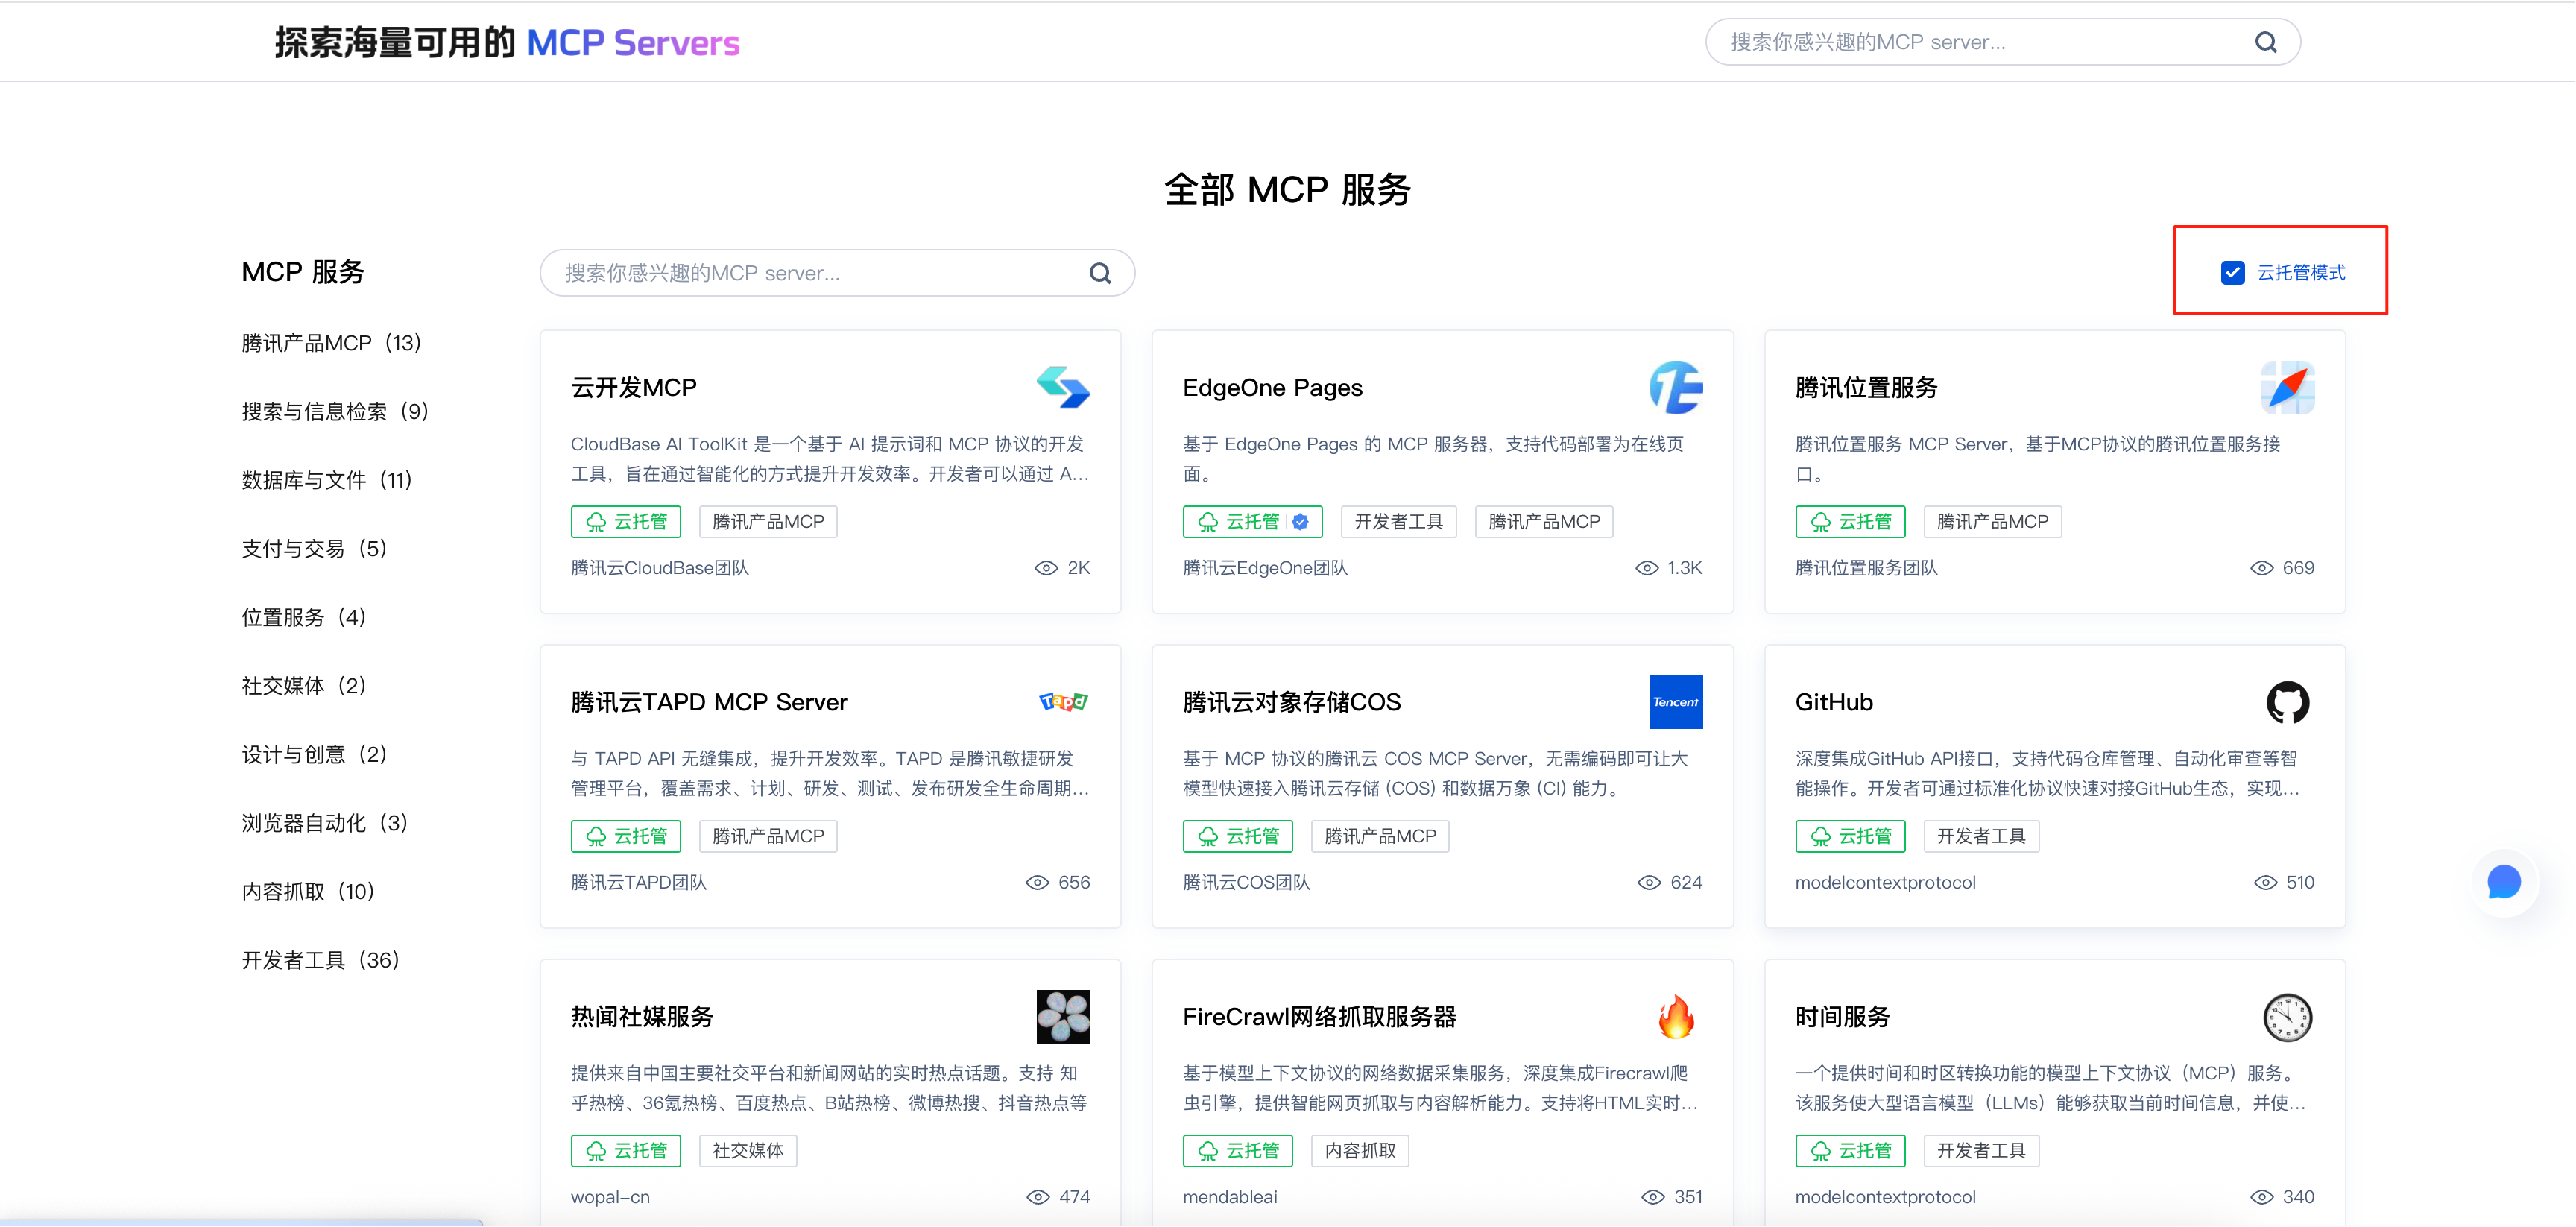 探索海量可用的 MCP Servers
搜索你感兴趣的MCP server...
全部 MCP 服务
MCP 服务
搜索你感兴趣的MCP server...
云托管模式
腾讯产品MCP（13）
搜索与信息检索（9）
数据库与文件（11）
支付与交易（5）
位置服务（4）
社交媒体（2）
设计与创意（2）
浏览器自动化（3）
内容抓取（10）
开发者工具（36）
云开发MCP
CloudBase AI ToolKit 是一个基于 AI 提示词和 MCP 协议的开发
工具，旨在通过智能化的方式提升开发效率。开发者可以通过 A...
云托管 腾讯产品MCP
腾讯云CloudBase团队 2K
EdgeOne Pages
基于 EdgeOne Pages 的 MCP 服务器，支持代码部署为在线页
面。
云托管 开发者工具 腾讯产品MCP
腾讯云EdgeOne团队 1.3K
腾讯位置服务
腾讯位置服务 MCP Server，基于MCP协议的腾讯位置服务接
口。
云托管 腾讯产品MCP
腾讯位置服务团队 669
腾讯云TAPD MCP Server
Tapd
与 TAPD API 无缝集成，提升开发效率。TAPD 是腾讯敏捷研发
管理平台，覆盖需求、计划、研发、测试、发布研发全生命周期...
云托管 腾讯产品MCP
腾讯云TAPD团队 656
腾讯云对象存储COS
Tencent
基于 MCP 协议的腾讯云 COS MCP Server，无需编码即可让大
模型快速接入腾讯云存储 (COS) 和数据万象 (CI) 能力。
云托管 腾讯产品MCP
腾讯云COS团队 624
GitHub
深度集成GitHub API接口，支持代码仓库管理、自动化审查等智
能操作。开发者可通过标准化协议快速对接GitHub生态，实现...
云托管 开发者工具
modelcontextprotocol 510
热闻社媒服务
提供来自中国主要社交平台和新闻网站的实时热点话题。支持 知
乎热榜、36氪热榜、百度热点、B站热榜、微博热搜、抖音热点等
云托管 社交媒体
wopal-cn 474
FireCrawl网络抓取服务器
基于模型上下文协议的网络数据采集服务，深度集成Firecrawl爬
虫引擎，提供智能网页抓取与内容解析能力。支持将HTML实时...
云托管 内容抓取
mendableai 351
时间服务
一个提供时间和时区转换功能的模型上下文协议（MCP）服务。
该服务使大型语言模型（LLMs）能够获取当前时间信息，并使...
云托管 开发者工具
modelcontextprotocol 340